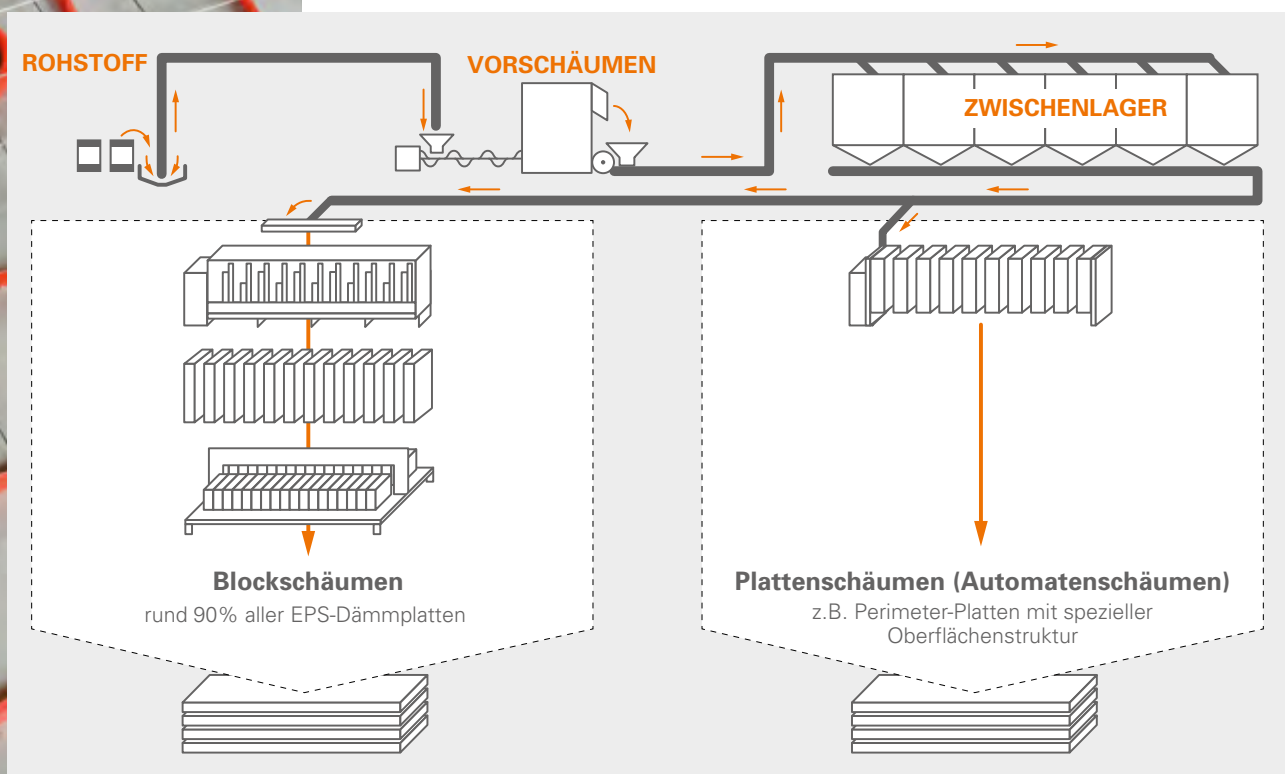 ROHSTOFF
VORSCHÄUMEN
ZWISCHENLAGER
Blockschäumen
rund 90% aller EPS-Dämmplatten
Plattenschäumen (Automatenschäumen)
z.B. Perimeter-Platten mit spezieller
Oberflächenstruktur